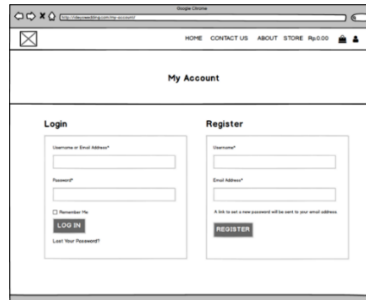 Google Chrome
HOME CONTACT US ABOUT STORE Rp.0.00
My Account
Login
Username or Email Address*
Password*
Remember Me
LOG IN
Lost Your Password?
Register
Username*
Email Address*
A link to set a new password will be sent to your email address.
REGISTER